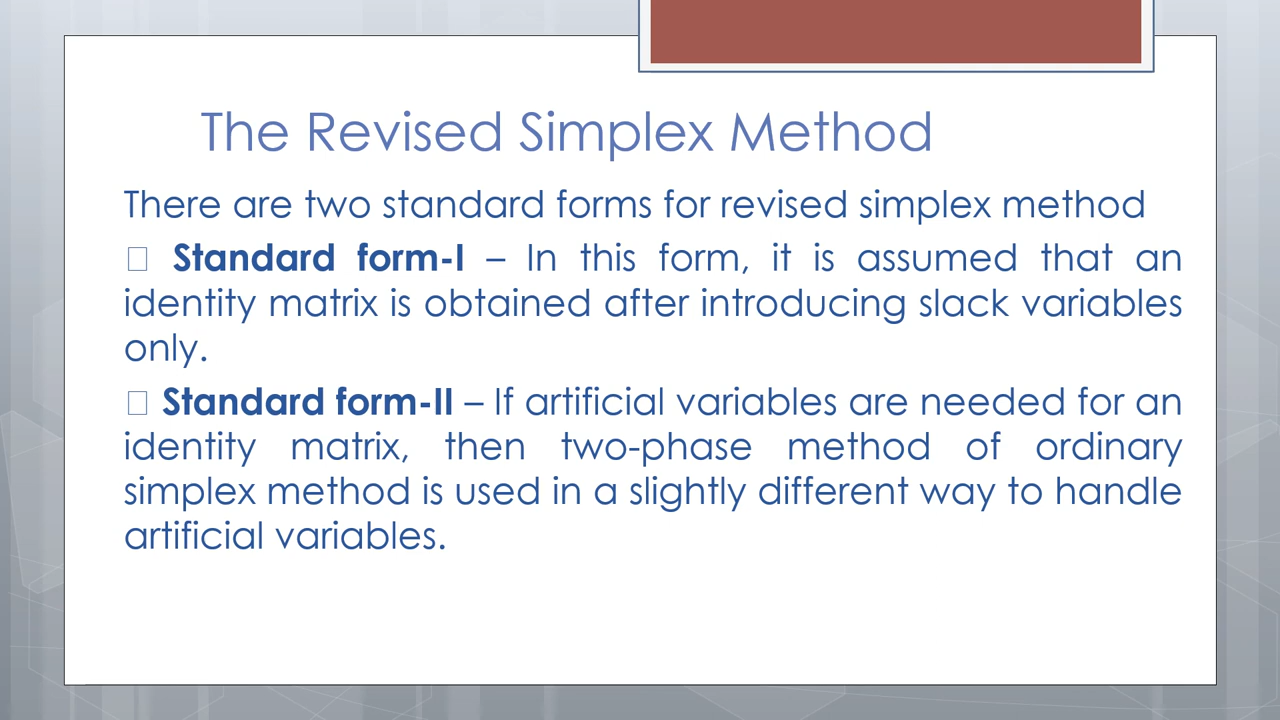 The Revised Simplex Method
There are two standard forms for revised simplex method
□ Standard form-I – In this form, it is assumed that an
identity matrix is obtained after introducing slack variables
only.
□ Standard form-II – If artificial variables are needed for an
identity matrix, then two-phase method of ordinary
simplex method is used in a slightly different way to handle
artificial variables.